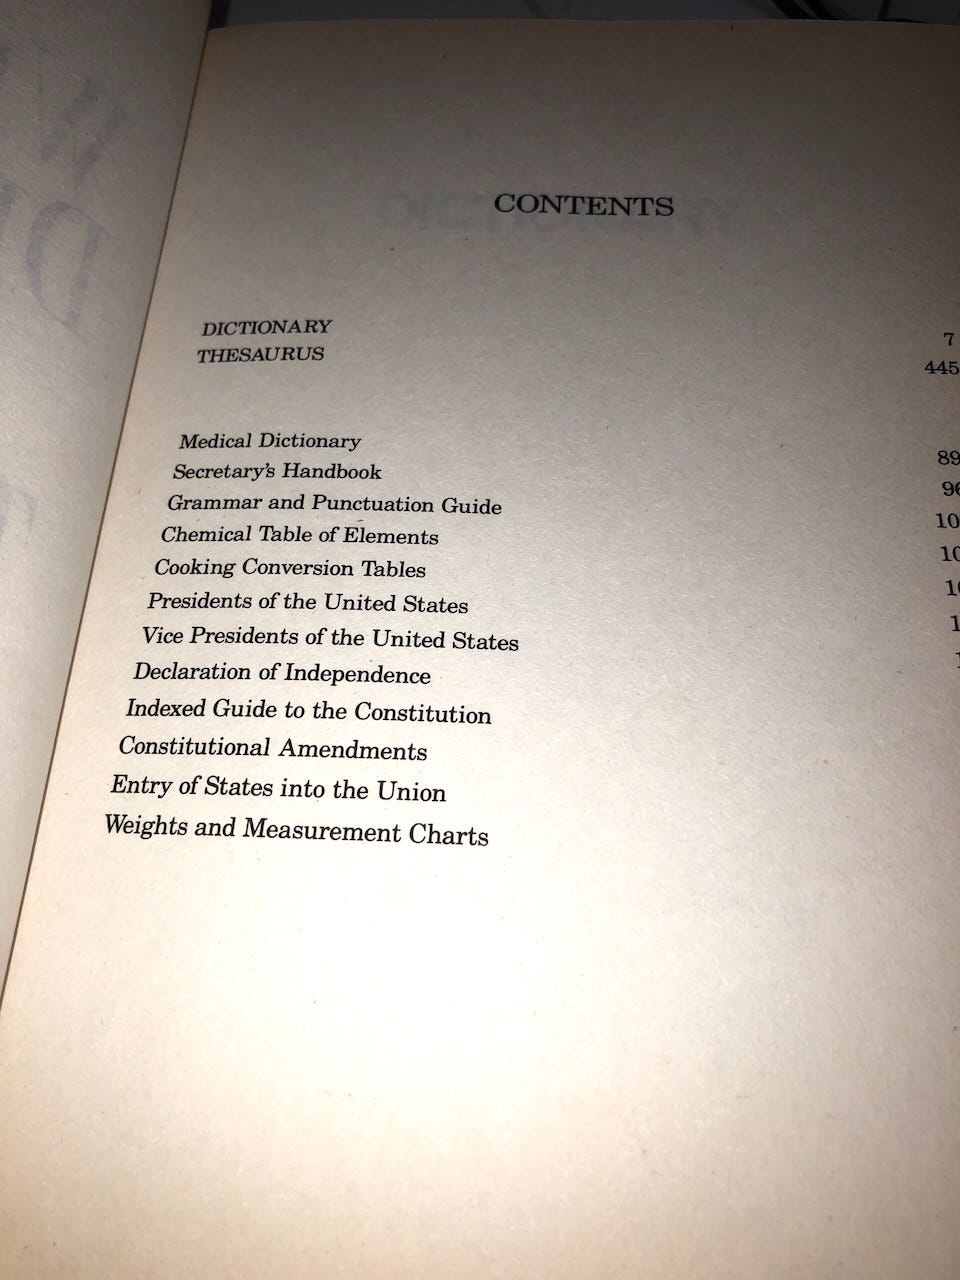 CONTENTS
DICTIONARY 7
THESAURUS 445
Medical Dictionary
Secretary's Handbook
Grammar and Punctuation Guide
Chemical Table of Elements
Cooking Conversion Tables
Presidents of the United States
Vice Presidents of the United States
Declaration of Independence
Indexed Guide to the Constitution
Constitutional Amendments
Entry of States into the Union
Weights and Measurement Charts